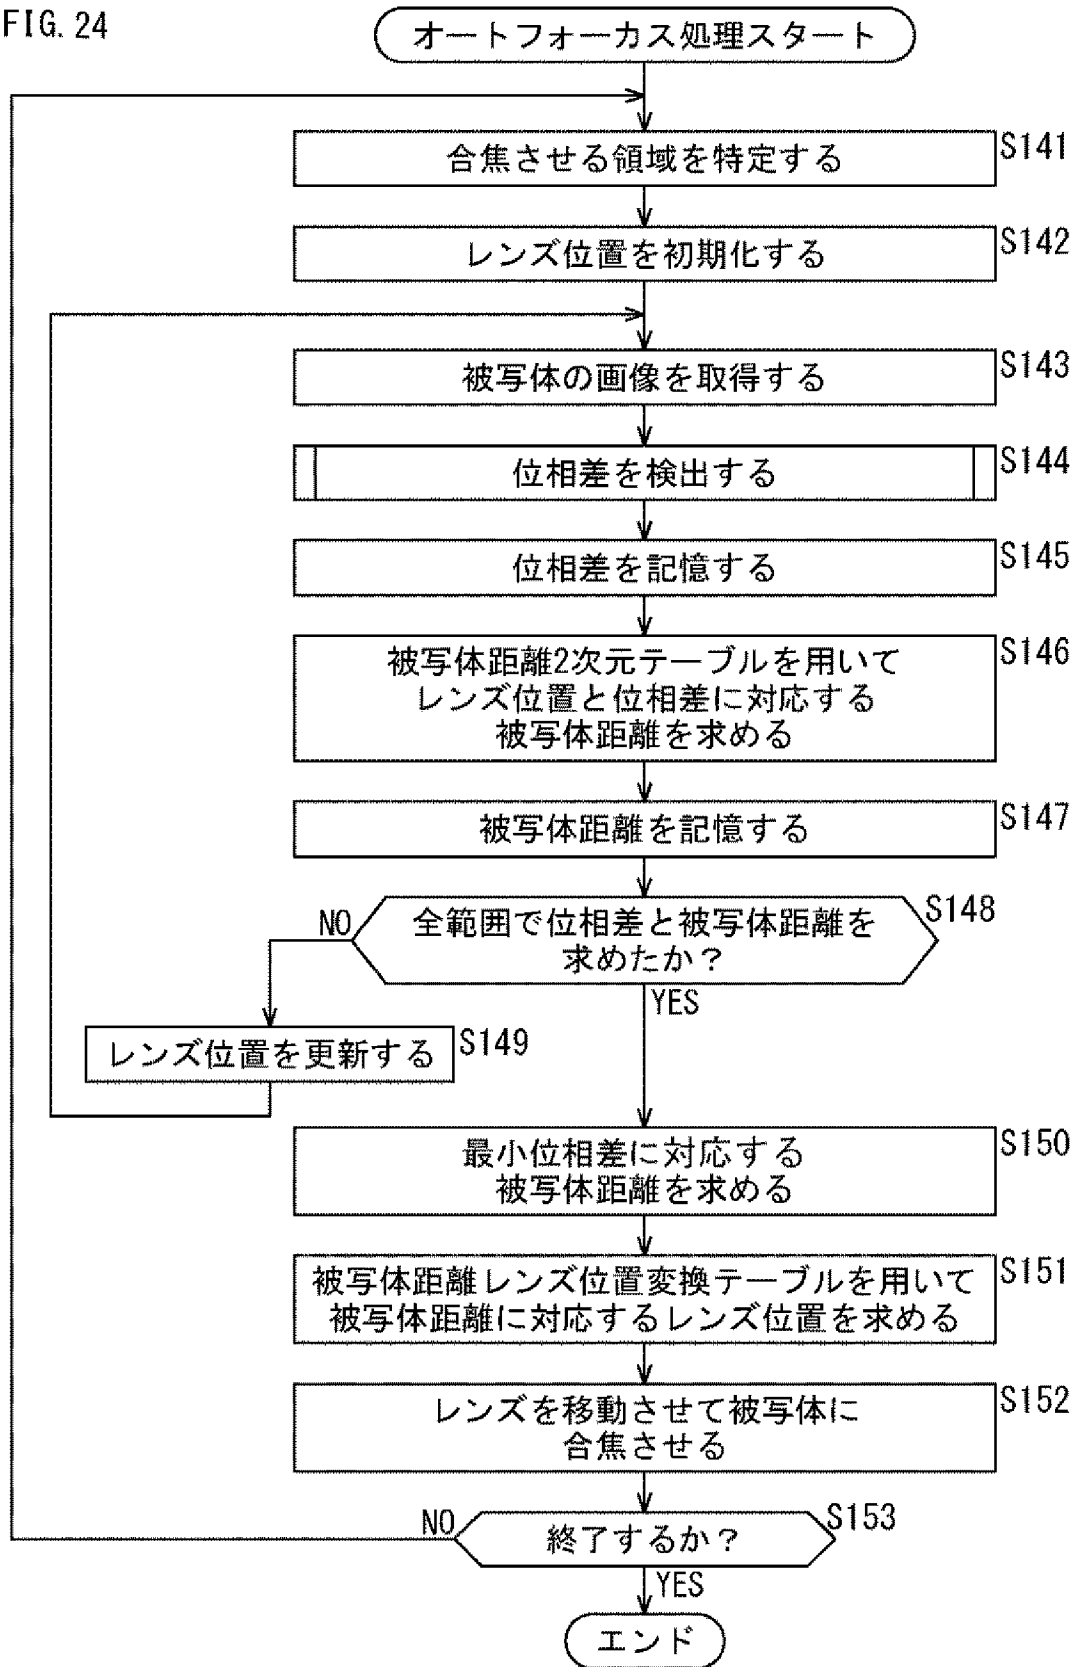 FIG. 24
オートフォーカス処理スタート
合焦させる領域を特定する
S141
レンズ位置を初期化する
S142
被写体の画像を取得する
S143
位相差を検出する
S144
位相差を記憶する
S145
被写体距離2次元テーブルを用いて
レンズ位置と位相差に対応する
被写体距離を求める
S146
被写体距離を記憶する
S147
全範囲で位相差と被写体距離を
求めたか？
S148
NO
YES
レンズ位置を更新する
S149
最小位相差に対応する
被写体距離を求める
S150
被写体距離レンズ位置変換テーブルを用いて
被写体距離に対応するレンズ位置を求める
S151
レンズを移動させて被写体に
合焦させる
S152
終了するか？
S153
NO
YES
エンド